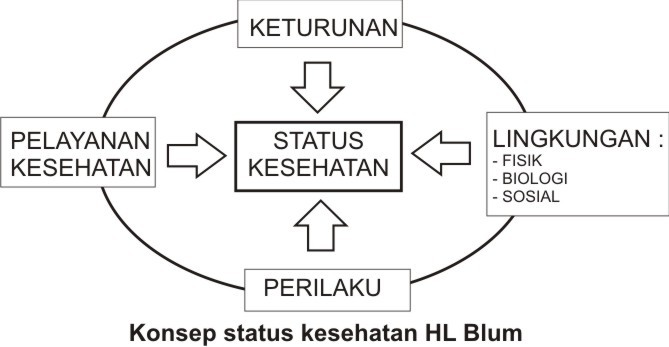 KETURUNAN
PELAYANAN
KESEHATAN
STATUS
KESEHATAN
LINGKUNGAN :
- FISIK
- BIOLOGI
- SOSIAL
PERILAKU
Konsep status kesehatan HL Blum